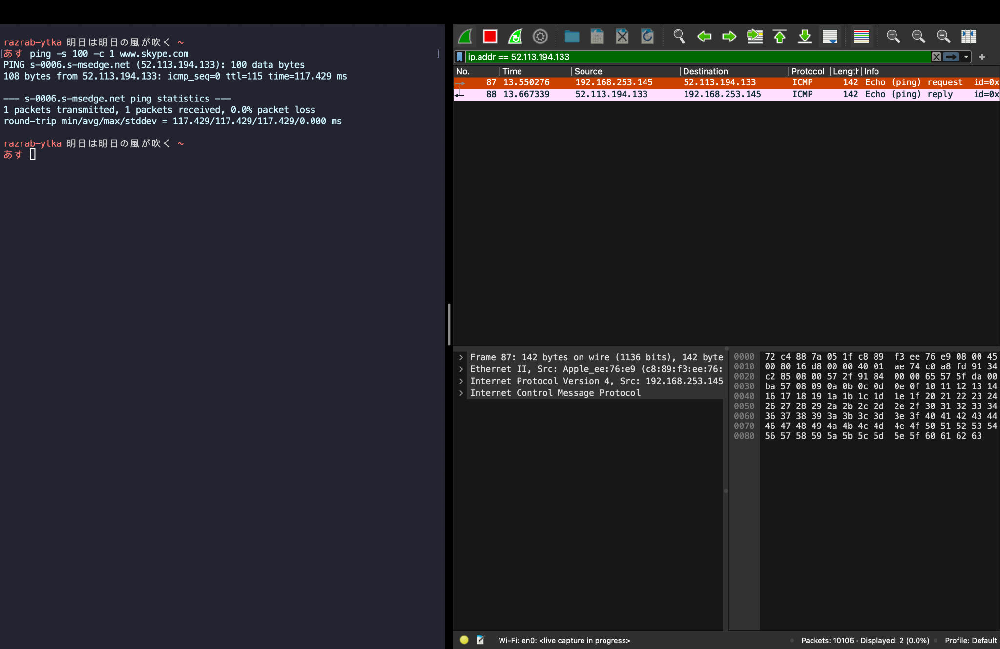 razrab-ytka 明日は明日の風が吹く ~
[あす ping -s 100 -c 1 www.skype.com ]
PING s-0006.s-msedge.net (52.113.194.133): 100 data bytes
108 bytes from 52.113.194.133: icmp_seq=0 ttl=115 time=117.429 ms
--- s-0006.s-msedge.net ping statistics ---
1 packets transmitted, 1 packets received, 0.0% packet loss
round-trip min/avg/max/stddev = 117.429/117.429/117.429/0.000 ms
razrab-ytka 明日は明日の風が吹く ~
あす
ip.addr == 52.113.194.133
No. Time Source Destination Protocol Length Info
87 13.550276 192.168.253.145 52.113.194.133 ICMP 142 Echo (ping) request id=0x
88 13.667339 52.113.194.133 192.168.253.145 ICMP 142 Echo (ping) reply id=0x
Frame 87: 142 bytes on wire (1136 bits), 142 byte
Ethernet II, Src: Apple_ee:76:e9 (c8:89:f3:ee:76:
Internet Protocol Version 4, Src: 192.168.253.145
Internet Control Message Protocol
0000 72 c4 88 7a 05 1f c8 89 f3 ee 76 e9 08 00 45
0010 00 80 16 d8 00 00 40 01 ae 74 c0 a8 fd 91 34
0020 c2 85 08 00 57 2f 91 84 00 00 65 57 5f da 00
0030 ba 57 08 09 0a 0b 0c 0d 0e 0f 10 11 12 13 14
0040 16 17 18 19 1a 1b 1c 1d 1e 1f 20 21 22 23 24
0050 26 27 28 29 2a 2b 2c 2d 2e 2f 30 31 32 33 34
0060 36 37 38 39 3a 3b 3c 3d 3e 3f 40 41 42 43 44
0070 46 47 48 49 4a 4b 4c 4d 4e 4f 50 51 52 53 54
0080 56 57 58 59 5a 5b 5c 5d 5e 5f 60 61 62 63
Wi-Fi: en0: <live capture in progress> Packets: 10106 · Displayed: 2 (0.0%) Profile: Default